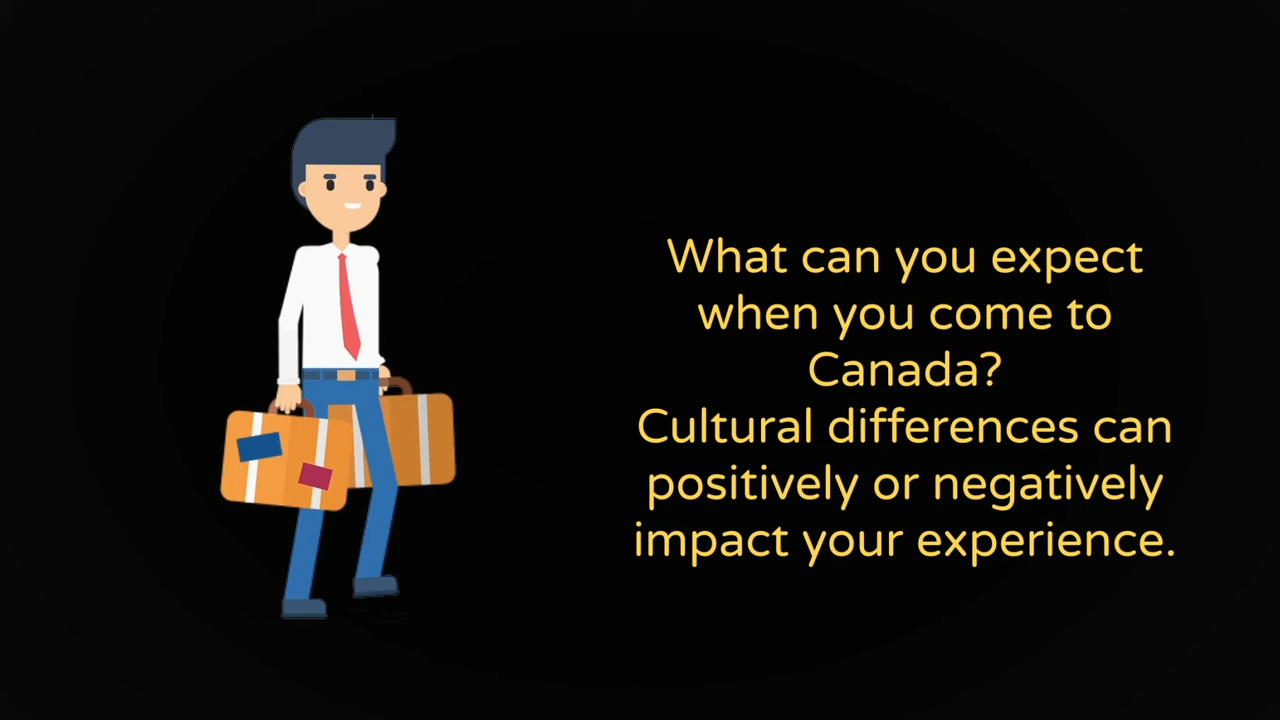 What can you expect
when you come to
Canada?
Cultural differences can
positively or negatively
impact your experience.